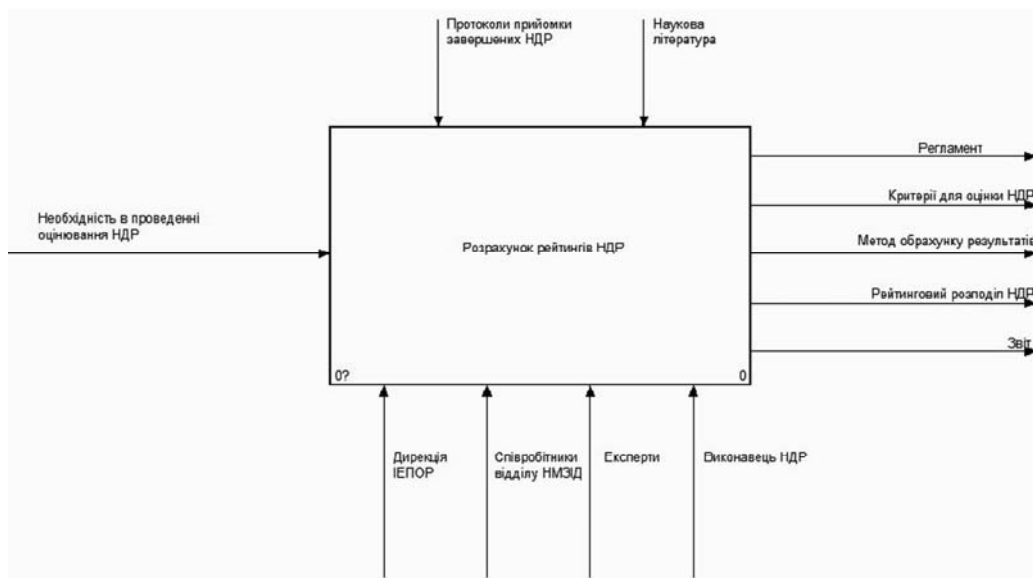 Протоколи прийомки
завершених НДР
Наукова
література
Регламент
Критерії для оцінки НДР
Необхідність в проведенні
оцінювання НДР
Розрахунок рейтингів НДР
Метод обрахунку результатів
Рейтинговий розподіл НДР
Звіт
0?
0
Дирекція
ІЕПОР
Співробітники
відділу НМЗІД
Експерти
Виконавець НДР